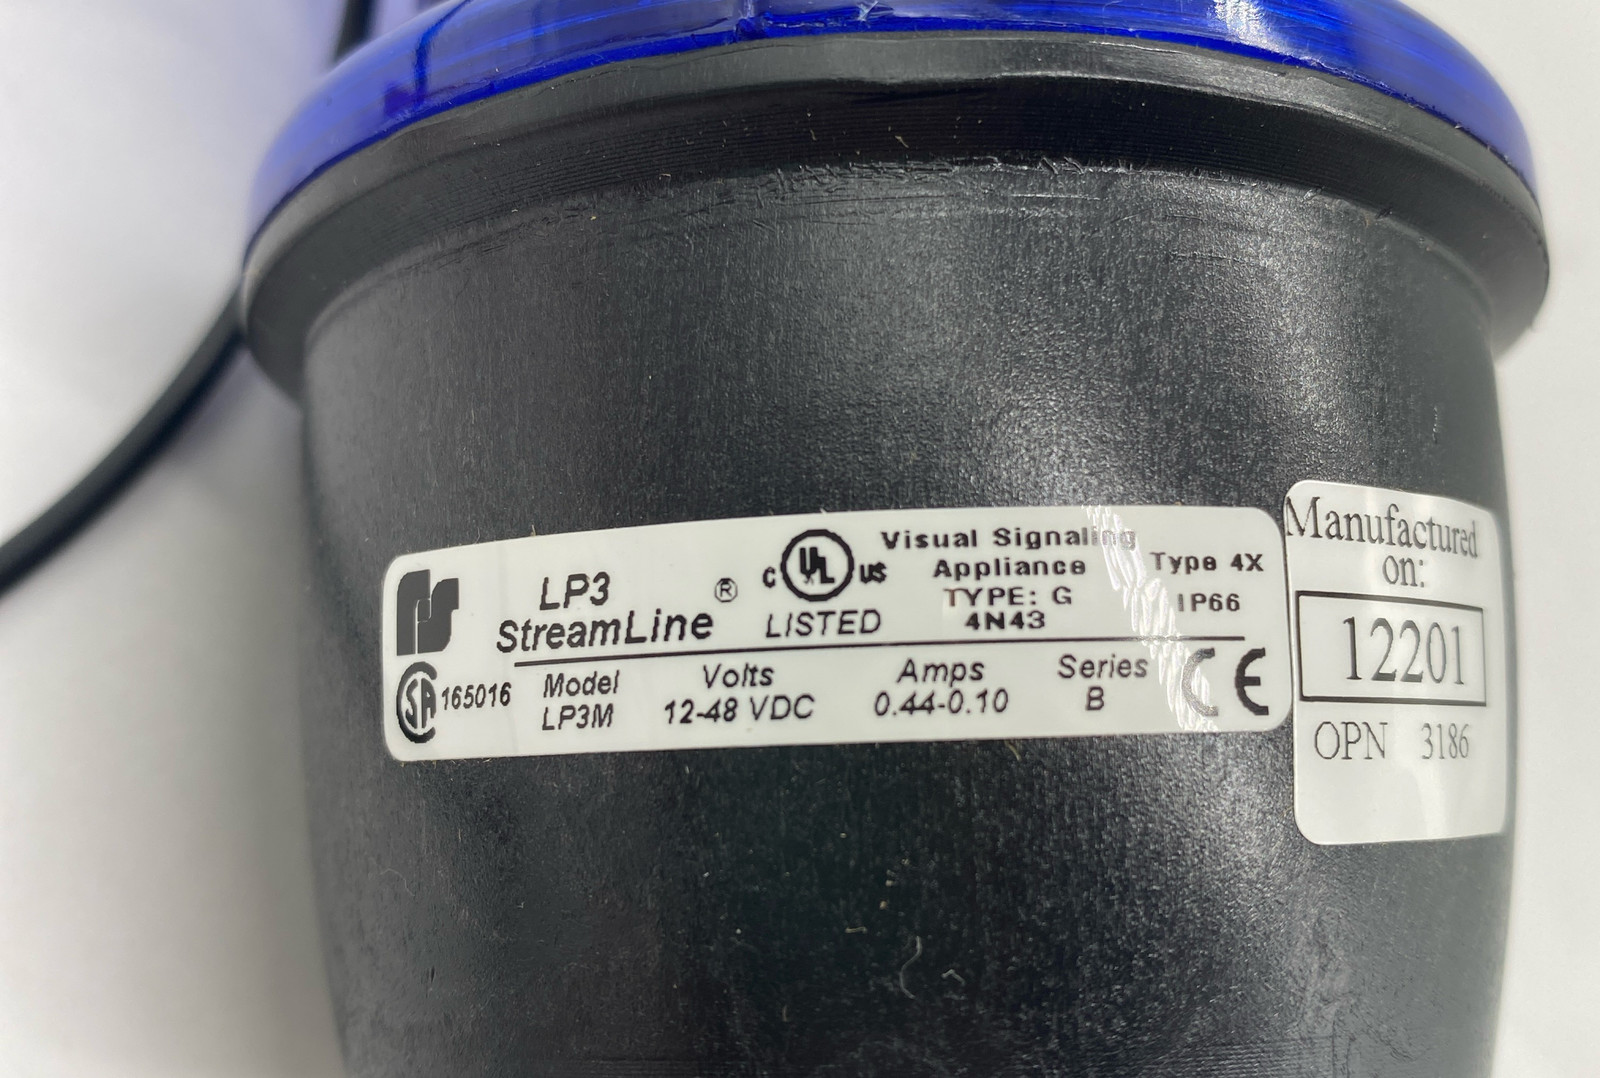 LP3
StreamLine®
C UL US
LISTED
Visual Signaling
Appliance
TYPE: G
4N43
Type 4X
IP66
SA 165016
Model Volts Amps Series
LP3M 12-48 VDC 0.44-0.10 B
CE
Manufactured
on:
12201
OPN 3186